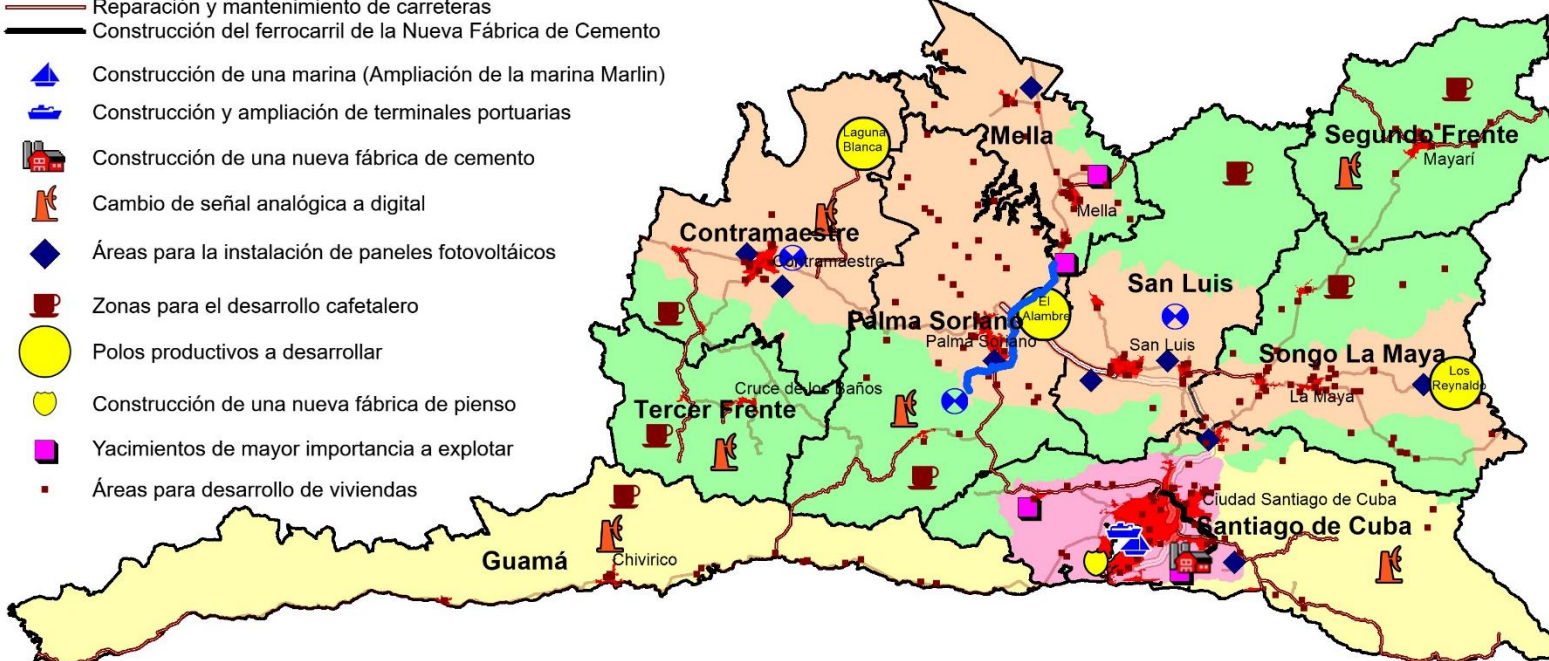 Reparación y mantenimiento de carreteras
Construcción del ferrocarril de la Nueva Fábrica de Cemento
Construcción de una marina (Ampliación de la marina Marlin)
Construcción y ampliación de terminales portuarias
Construcción de una nueva fábrica de cemento
Cambio de señal analógica a digital
Áreas para la instalación de paneles fotovoltáicos
Zonas para el desarrollo cafetalero
Polos productivos a desarrollar
Construcción de una nueva fábrica de pienso
Yacimientos de mayor importancia a explotar
Áreas para desarrollo de viviendas
Laguna
Blanca
Mella
Segundo Frente
Mayarí
Mella
Contramaestre
Contramaestre
San Luis
El
Alambre
Palma Soriano
Palma Soriano
San Luis
Songo La Maya
Los
Reynaldo
La Maya
Cruce de los Baños
Tercer Frente
Ciudad Santiago de Cuba
Santiago de Cuba
Guamá
Chivirico